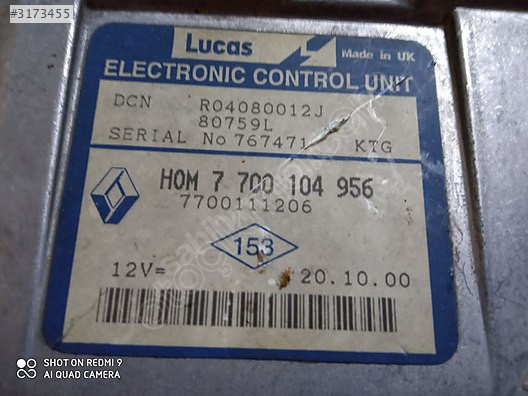 #3173455
Lucas
Made in UK
ELECTRONIC CONTROL UNIT
DCN R04080012J
80759L
SERIAL No 767471 KTG
HOM 7 700 104 956
7700111206
153
12V= 20.10.00
SHOT ON REDMI 9
AI QUAD CAMERA